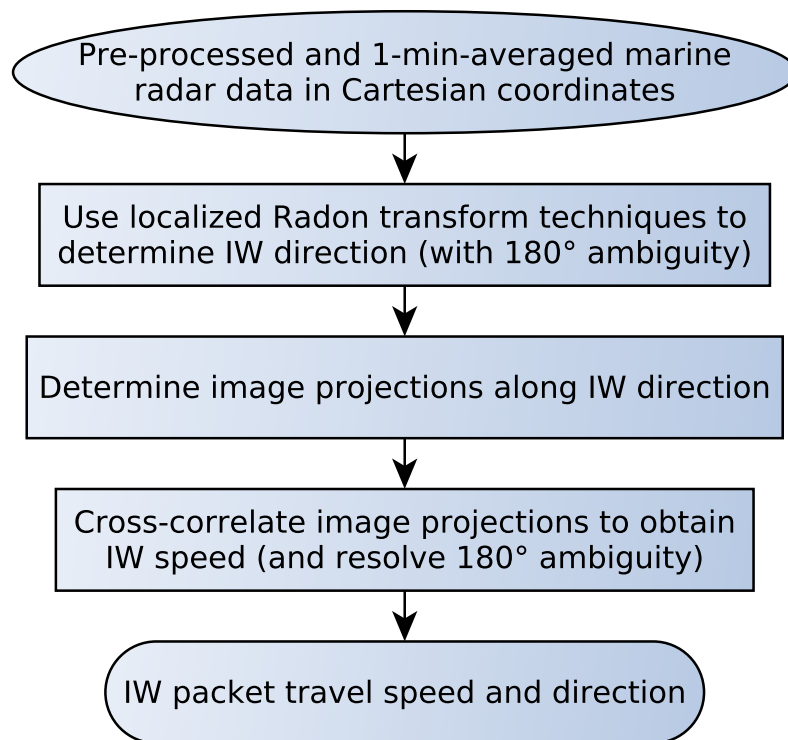 Pre-processed and 1-min-averaged marine
radar data in Cartesian coordinates
Use localized Radon transform techniques to
determine IW direction (with 180° ambiguity)
Determine image projections along IW direction
Cross-correlate image projections to obtain
IW speed (and resolve 180° ambiguity)
IW packet travel speed and direction